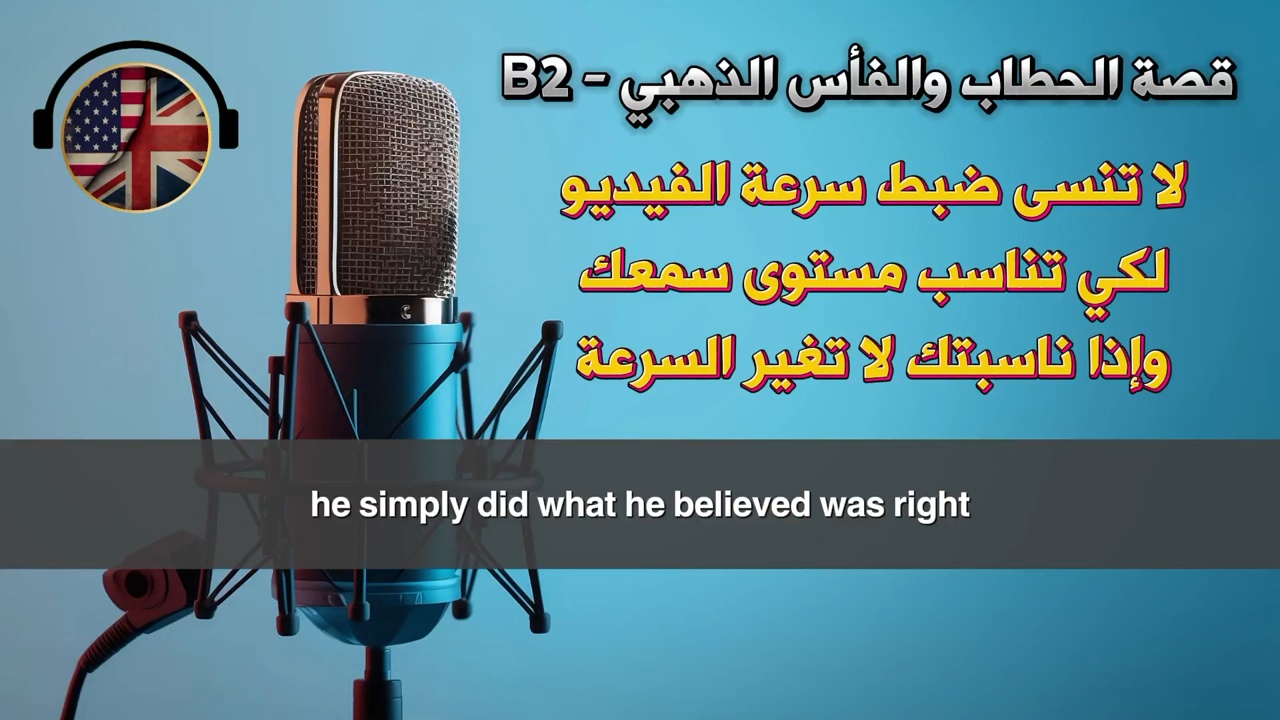 قصة الحطاب والفأس الذهبي - B2
لا تنسى ضبط سرعة الفيديو
لكي تناسب مستوى سمعك
وإذا ناسبتك لا تغير السرعة
he simply did what he believed was right